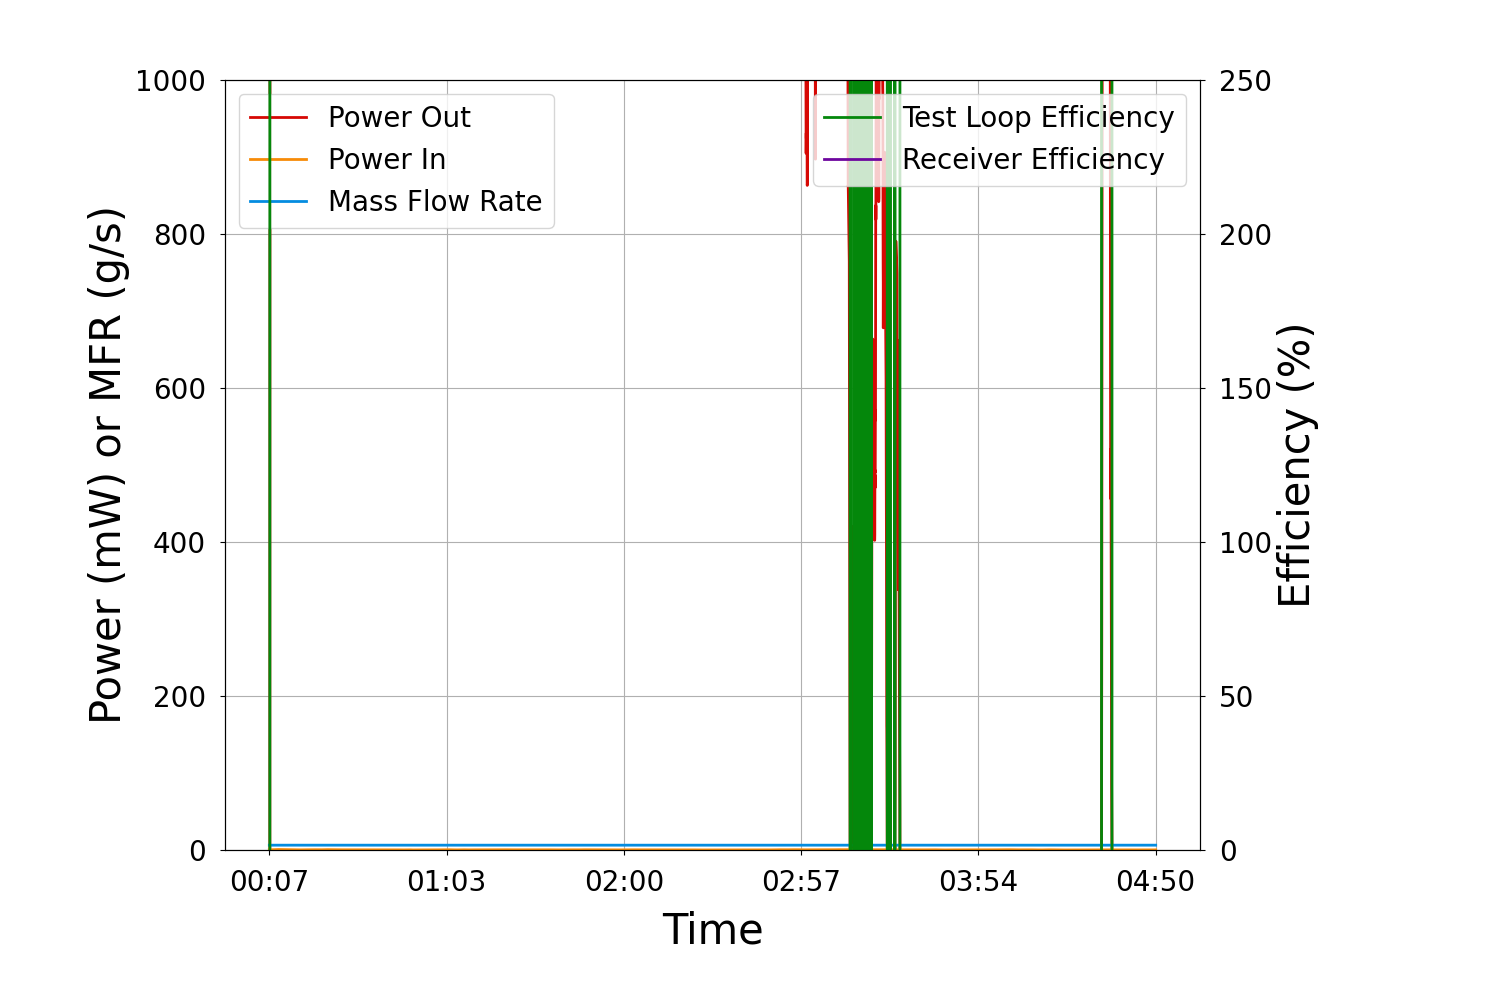 Power (mW) or MFR (g/s)
1000
800
600
400
200
0
Power Out
Power In
Mass Flow Rate
Test Loop Efficiency
Receiver Efficiency
250
200
150
100
50
0
Efficiency (%)
00:07 01:03 02:00 02:57 03:54 04:50
Time